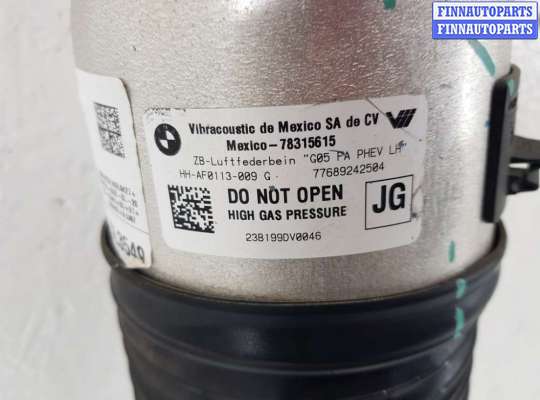 FINNAUTOPARTS
FINNAUTOPARTS
Vibracoustic de Mexico SA de CV
Mexico-78315615
ZB-Luftfederbein "G05 PA PHEV LH"
HH-AF0113-009 G 77689242504
DO NOT OPEN
HIGH GAS PRESSURE
JG
23B199DV0046